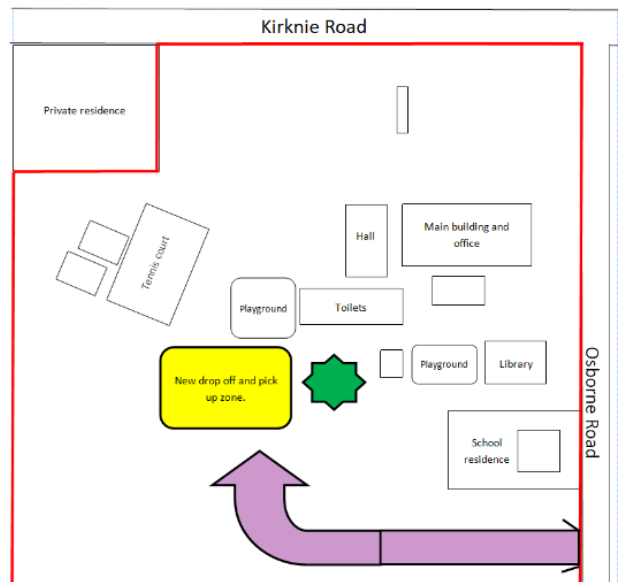 Kirknie Road
Private residence
Hall
Main building and
office
Tennis court
Playground
Toilets
Playground
Library
New drop off and pick
up zone.
Osborne Road
School
residence